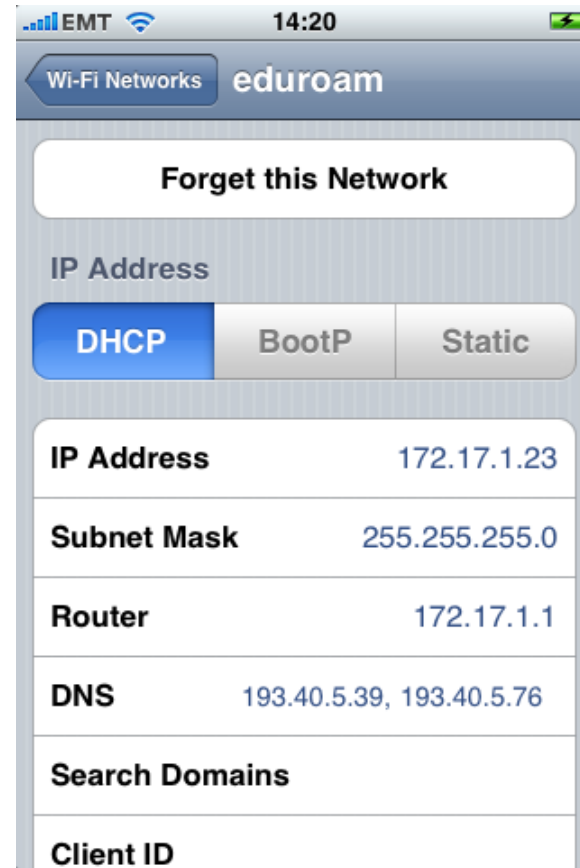 EMT 14:20
Wi-Fi Networks eduroam
Forget this Network
IP Address
DHCP BootP Static
IP Address 172.17.1.23
Subnet Mask 255.255.255.0
Router 172.17.1.1
DNS 193.40.5.39, 193.40.5.76
Search Domains
Client ID